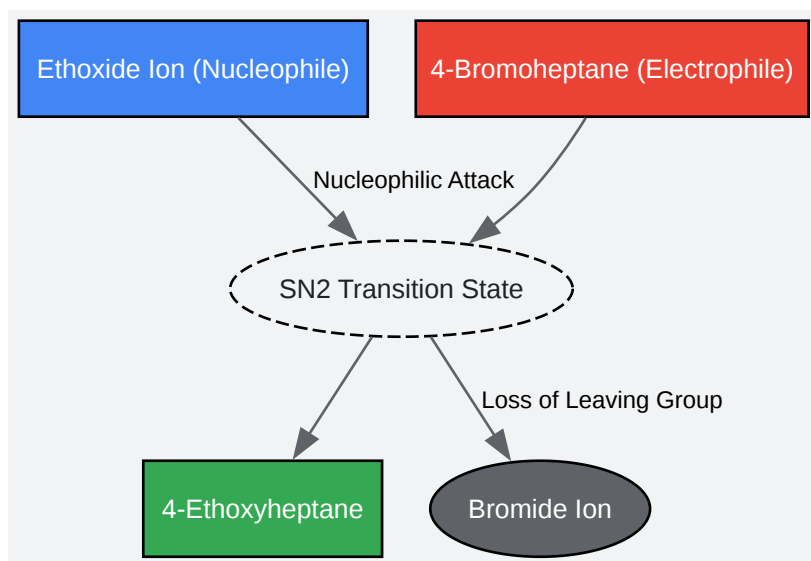 Ethoxide Ion (Nucleophile)
4-Bromoheptane (Electrophile)
Nucleophilic Attack
SN2 Transition State
Loss of Leaving Group
4-Ethoxyheptane
Bromide Ion